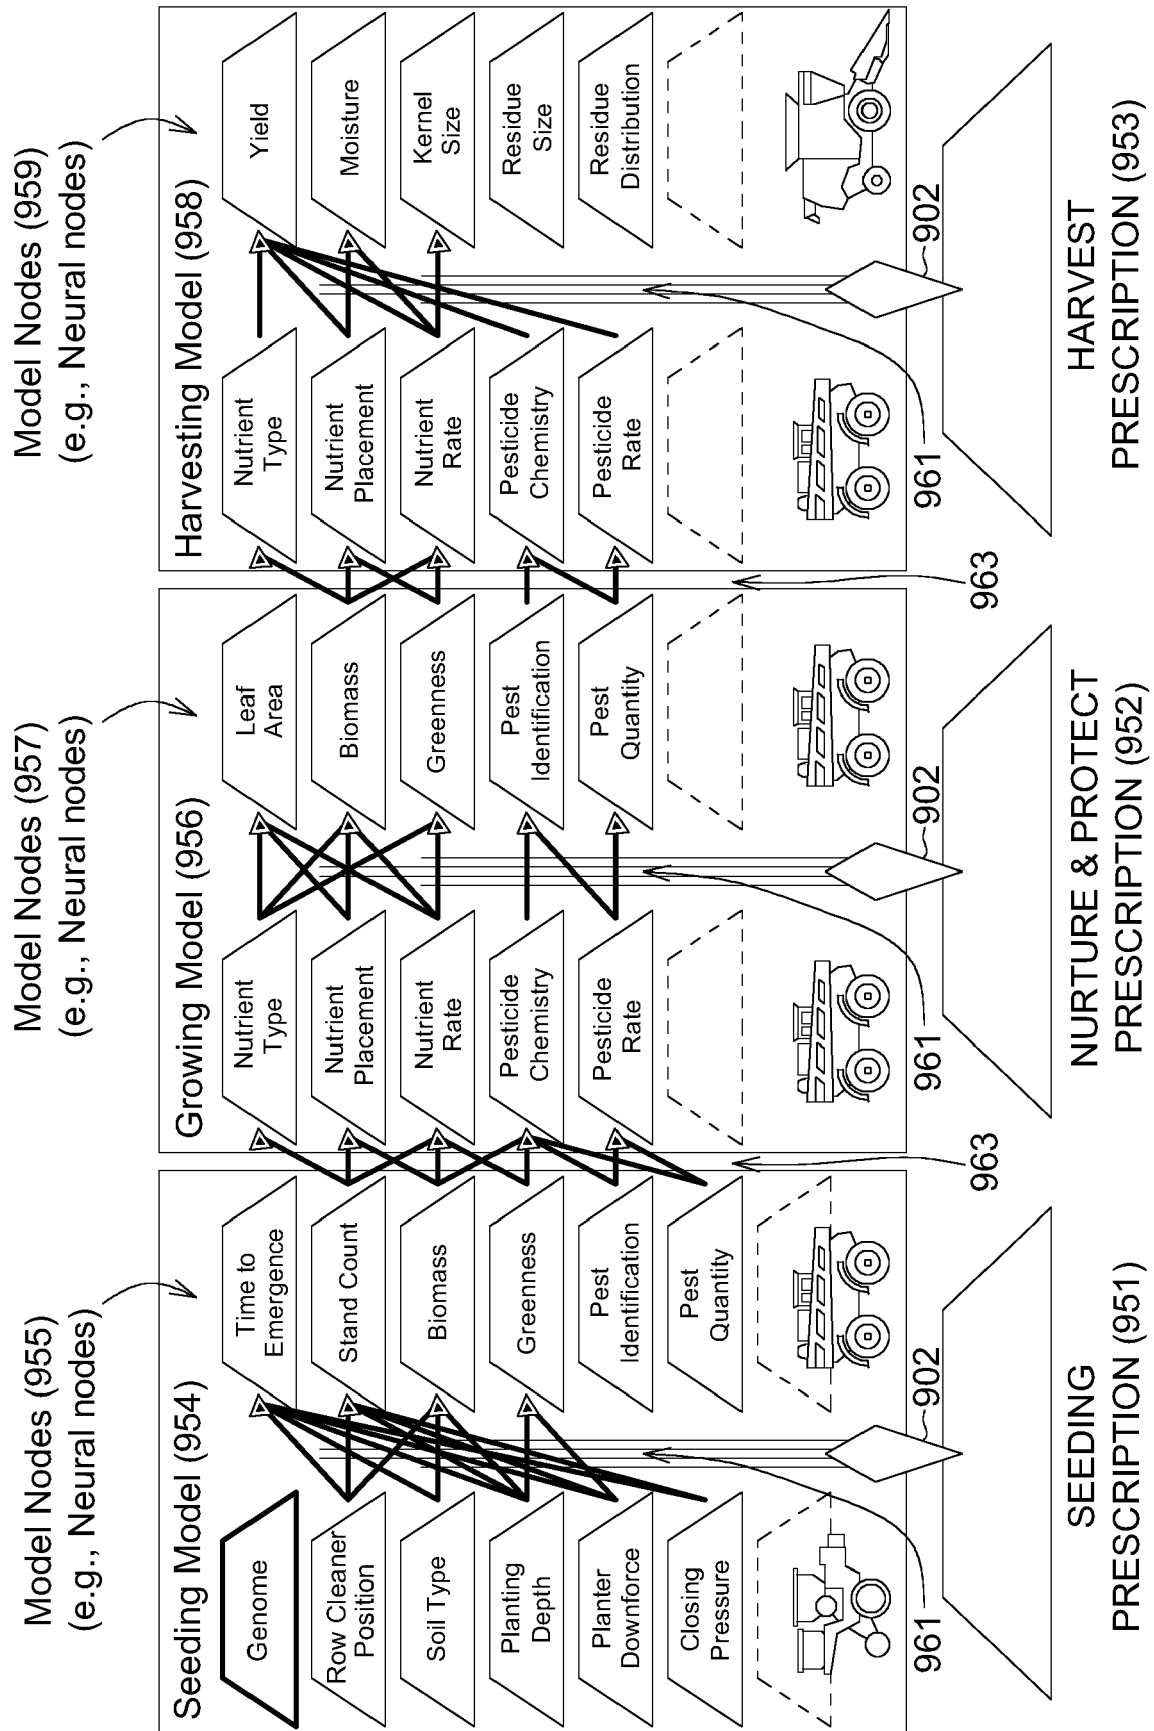 Model Nodes (955)
(e.g., Neural nodes)
Model Nodes (957)
(e.g., Neural nodes)
Model Nodes (959)
(e.g., Neural nodes)
Seeding Model (954)
Genome
Row Cleaner
Position
Soil Type
Planting
Depth
Planter
Downforce
Closing
Pressure
Time to
Emergence
Stand Count
Biomass
Greenness
Pest
Identification
Pest
Quantity
961
902
963
Growing Model (956)
Nutrient
Type
Nutrient
Placement
Nutrient
Rate
Pesticide
Chemistry
Pesticide
Rate
Leaf
Area
Biomass
Greenness
Pest
Identification
Pest
Quantity
961
902
963
Harvesting Model (958)
Nutrient
Type
Nutrient
Placement
Nutrient
Rate
Pesticide
Chemistry
Pesticide
Rate
Yield
Moisture
Kernel
Size
Residue
Size
Residue
Distribution
961
902
SEEDING
PRESCRIPTION (951)
NURTURE & PROTECT
PRESCRIPTION (952)
HARVEST
PRESCRIPTION (953)